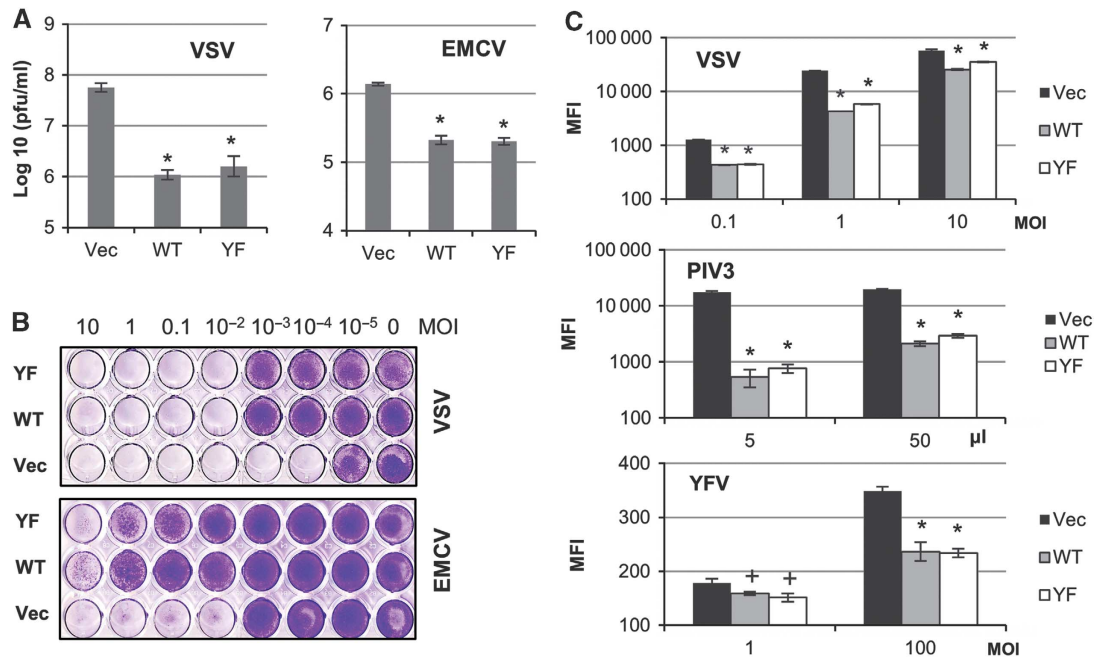 A
VSV
Log 10 (pfu/ml)
9
8
7
6
5
*
*
Vec WT YF
EMCV
7
6
5
4
*
*
Vec WT YF
B
10 1 0.1 10⁻² 10⁻³ 10⁻⁴ 10⁻⁵ 0 MOI
YF
WT
Vec
VSV
YF
WT
Vec
EMCV
C
VSV
MFI
100 000
10 000
1000
100
* *
* *
* *
0.1 1 10 MOI
Vec
WT
YF
PIV3
MFI
100 000
10 000
1000
100
* *
* *
5 50 µl
Vec
WT
YF
YFV
MFI
400
300
200
100
+ +
* *
1 100 MOI
Vec
WT
YF